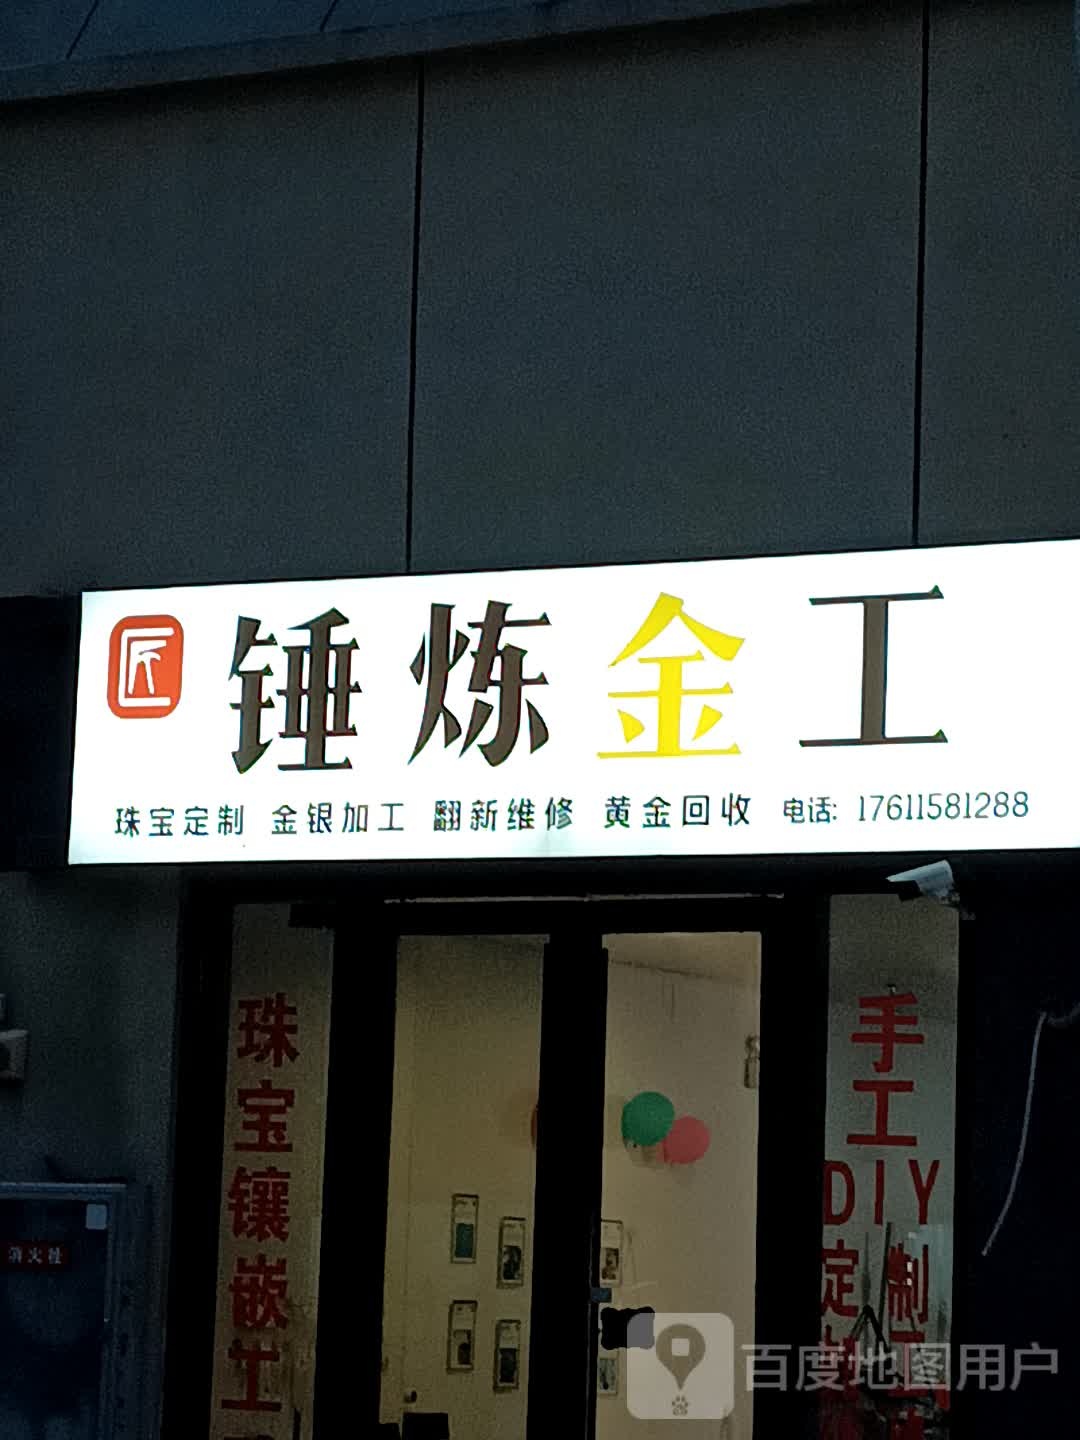 匠
锤炼金工
珠宝定制 金银加工 翻新维修 黄金回收 电话: 17611581288
珠宝镶嵌工
手工
DIY
定制
消火栓
百度地图用户